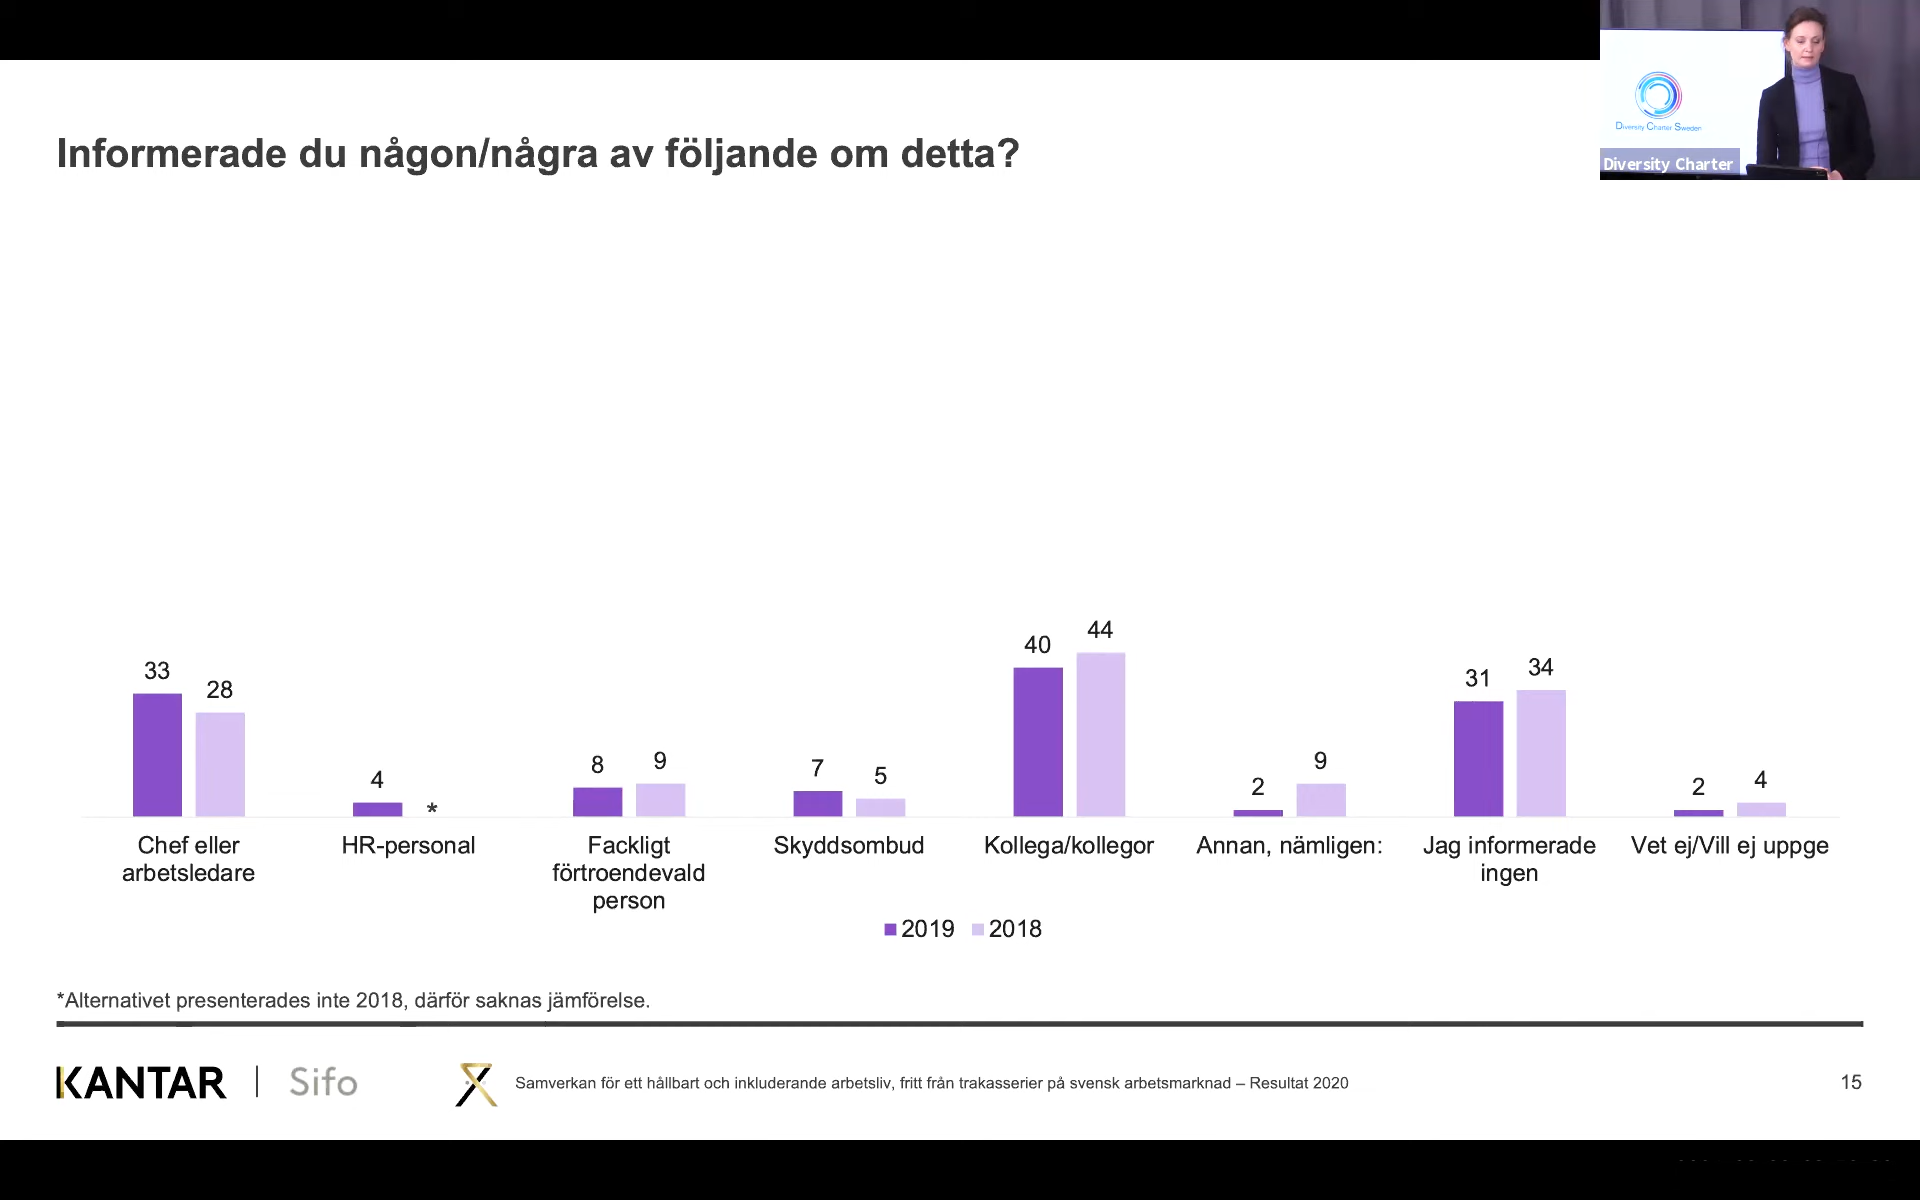 Diversity Charter Sweden
Diversity Charter
Informerade du någon/några av följande om detta?
33
28
4
*
8
9
7
5
40
44
2
9
31
34
2
4
Chef eller
arbetsledare
HR-personal
Fackligt
förtroendevald
person
Skyddsombud
Kollega/kollegor
Annan, nämligen:
Jag informerade
ingen
Vet ej/Vill ej uppge
2019 2018
*Alternativet presenterades inte 2018, därför saknas jämförelse.
KANTAR | Sifo
Samverkan för ett hållbart och inkluderande arbetsliv, fritt från trakasserier på svensk arbetsmarknad – Resultat 2020
15